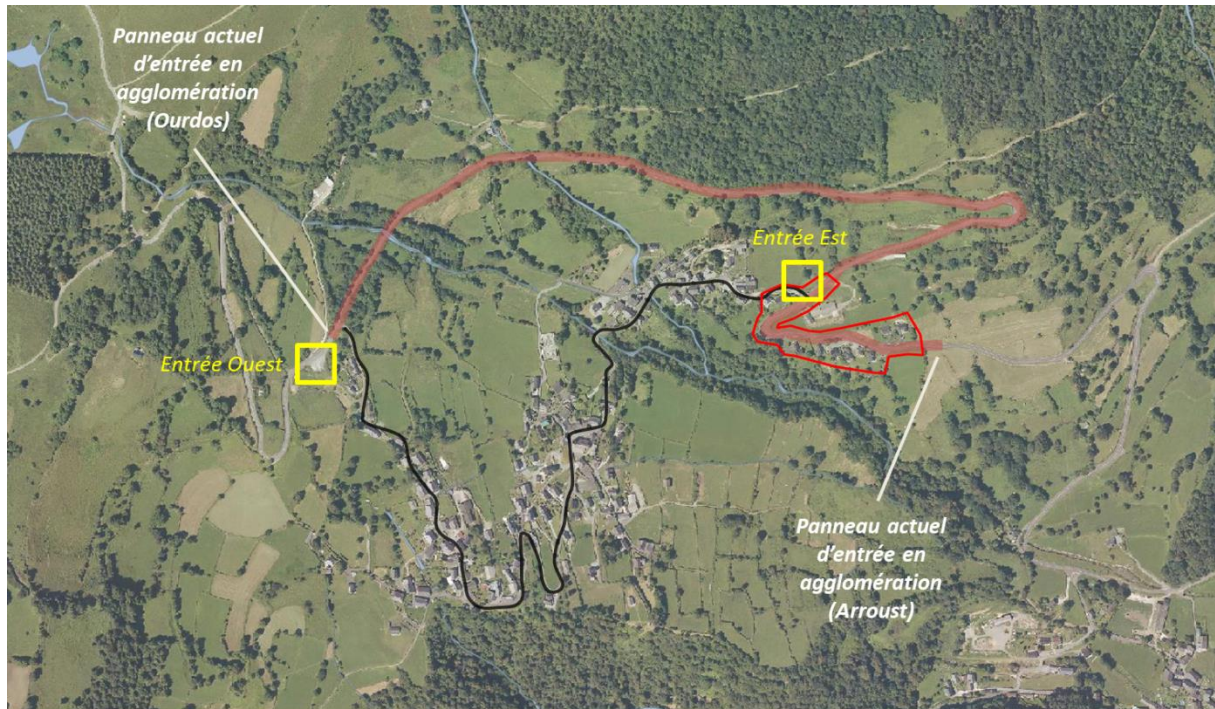 Panneau actuel
d'entrée en
agglomération
(Ourdos)
Entrée Est
Entrée Ouest
Panneau actuel
d'entrée en
agglomération
(Arroust)